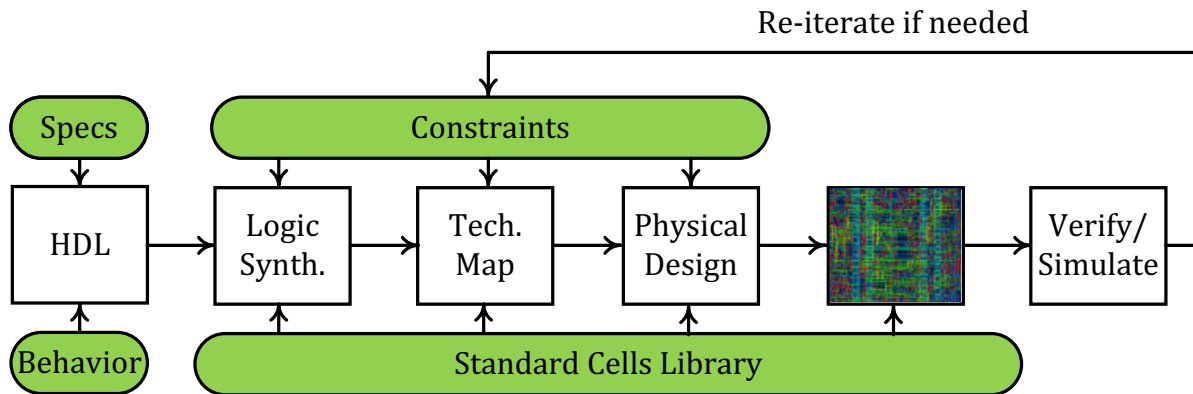 Re-iterate if needed
Specs
Constraints
HDL
Logic
Synth.
Tech.
Map
Physical
Design
Verify/
Simulate
Behavior
Standard Cells Library